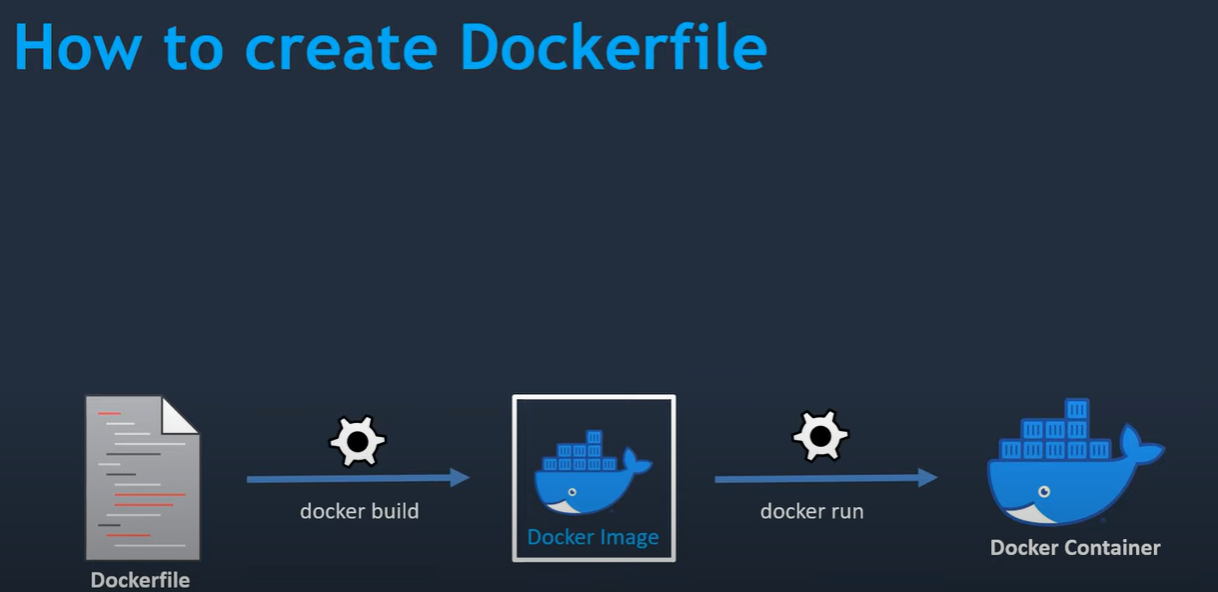 How to create Dockerfile
docker build
docker run
Docker Image
Docker Container
Dockerfile